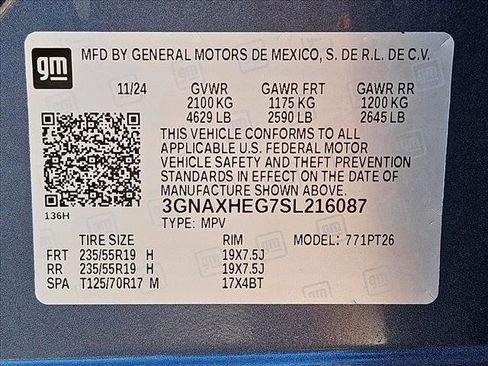 gm
MFD BY GENERAL MOTORS DE MEXICO, S. DE R.L. DE C.V.
11/24 GVWR GAWR FRT GAWR RR
2100 KG 1175 KG 1200 KG
4629 LB 2590 LB 2645 LB
THIS VEHICLE CONFORMS TO ALL
APPLICABLE U.S. FEDERAL MOTOR
VEHICLE SAFETY AND THEFT PREVENTION
STANDARDS IN EFFECT ON THE DATE OF
MANUFACTURE SHOWN ABOVE.
136H
3GNAXHEG7SL216087
TYPE: MPV
TIRE SIZE RIM MODEL: 771PT26
FRT 235/55R19 H 19X7.5J
RR 235/55R19 H 19X7.5J
SPA T125/70R17 M 17X4BT